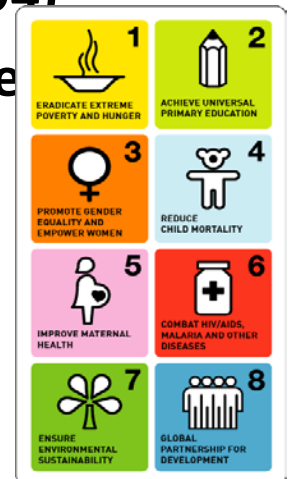 1
ERADICATE EXTREME
POVERTY AND HUNGER
2
ACHIEVE UNIVERSAL
PRIMARY EDUCATION
3
PROMOTE GENDER
EQUALITY AND
EMPOWER WOMEN
4
REDUCE
CHILD MORTALITY
5
IMPROVE MATERNAL
HEALTH
6
COMBAT HIV/AIDS,
MALARIA AND OTHER
DISEASES
7
ENSURE
ENVIRONMENTAL
SUSTAINABILITY
8
GLOBAL
PARTNERSHIP FOR
DEVELOPMENT